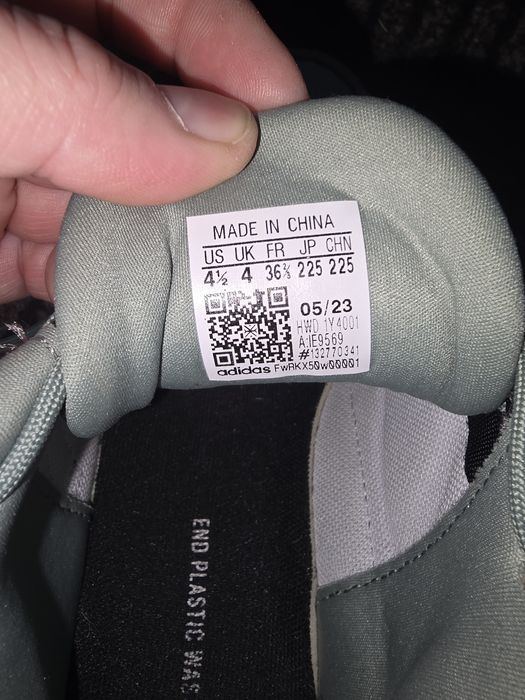 MADE IN CHINA
US UK FR JP CHN
4½ 4 36⅔ 225 225
05/23
HWD 1Y4001
A:IE9569
#132770341
adidas FwRKX50w00001
END PLASTIC WAS